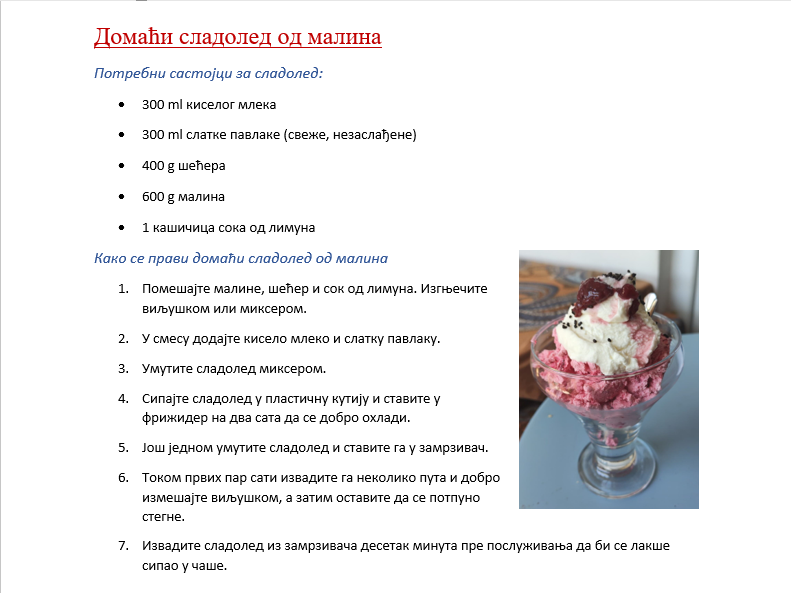 Домаћи сладолед од малина
Потребни састојци за сладолед:
• 300 ml киселог млека
• 300 ml слатке павлаке (свеже, незаслађене)
• 400 g шећера
• 600 g малина
• 1 кашичица сока од лимуна
Како се прави домаћи сладолед од малина
1. Помешајте малине, шећер и сок од лимуна. Изгњечите
виљушком или миксером.
2. У смесу додајте кисело млеко и слатку павлаку.
3. Умутите сладолед миксером.
4. Сипајте сладолед у пластичну кутију и ставите у
фрижидер на два сата да се добро охлади.
5. Још једном умутите сладолед и ставите га у замрзивач.
6. Током првих пар сати извадите га неколико пута и добро
измешајте виљушком, а затим оставите да се потпуно
стегне.
7. Извадите сладолед из замрзивача десетак минута пре послуживања да би се лакше
сипао у чаше.